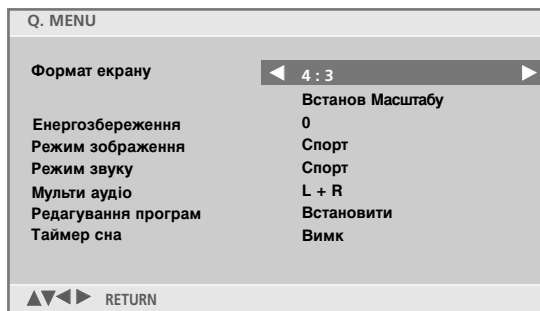 Q. MENU
Формат екрану ◀ 4 : 3 ▶
Встанов Масштабу
Енергозбереження 0
Режим зображення Спорт
Режим звуку Спорт
Мульти аудіо L + R
Редагування програм Встановити
Таймер сна Вимк
▲▼◀▶ RETURN